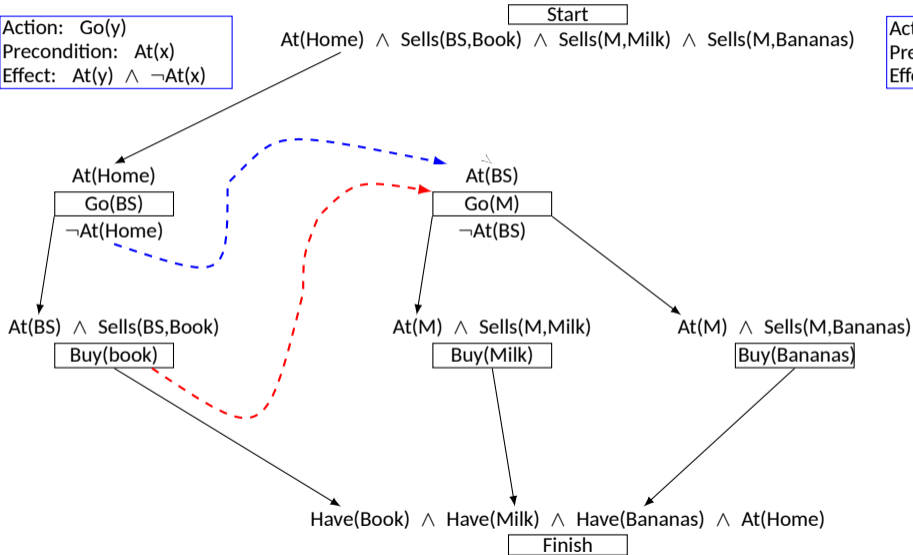 Start
At(Home) ∧ Sells(BS,Book) ∧ Sells(M,Milk) ∧ Sells(M,Bananas)
Action: Go(y)
Precondition: At(x)
Effect: At(y) ∧ ¬At(x)
At(Home)
Go(BS)
¬At(Home)
At(BS)
Go(M)
¬At(BS)
At(BS) ∧ Sells(BS,Book)
Buy(book)
At(M) ∧ Sells(M,Milk)
Buy(Milk)
At(M) ∧ Sells(M,Bananas)
Buy(Bananas)
Have(Book) ∧ Have(Milk) ∧ Have(Bananas) ∧ At(Home)
Finish